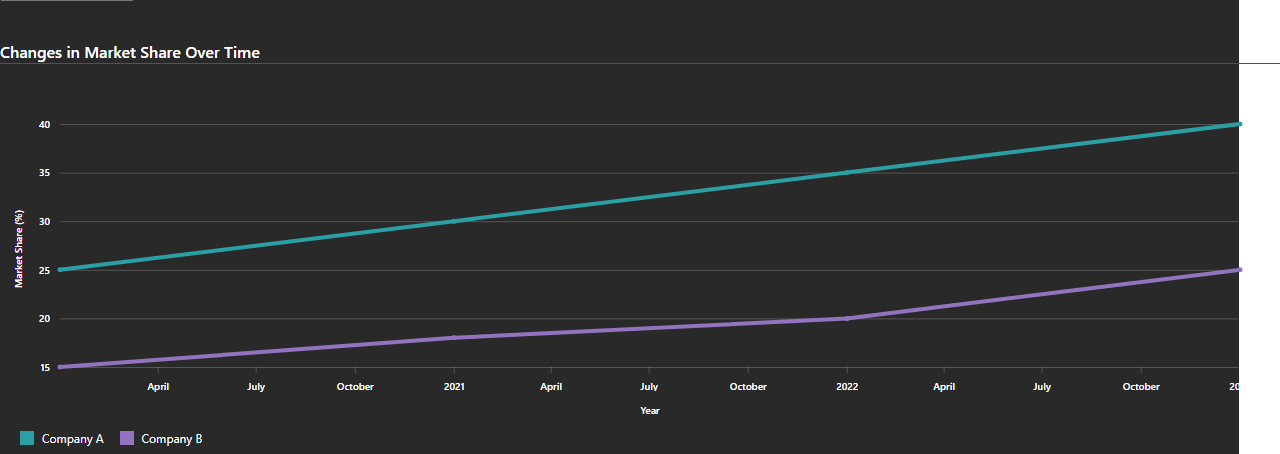 Changes in Market Share Over Time
Market Share (%)
40
35
30
25
20
15
April July October 2021 April July October 2022 April July October 20
Year
Company A Company B